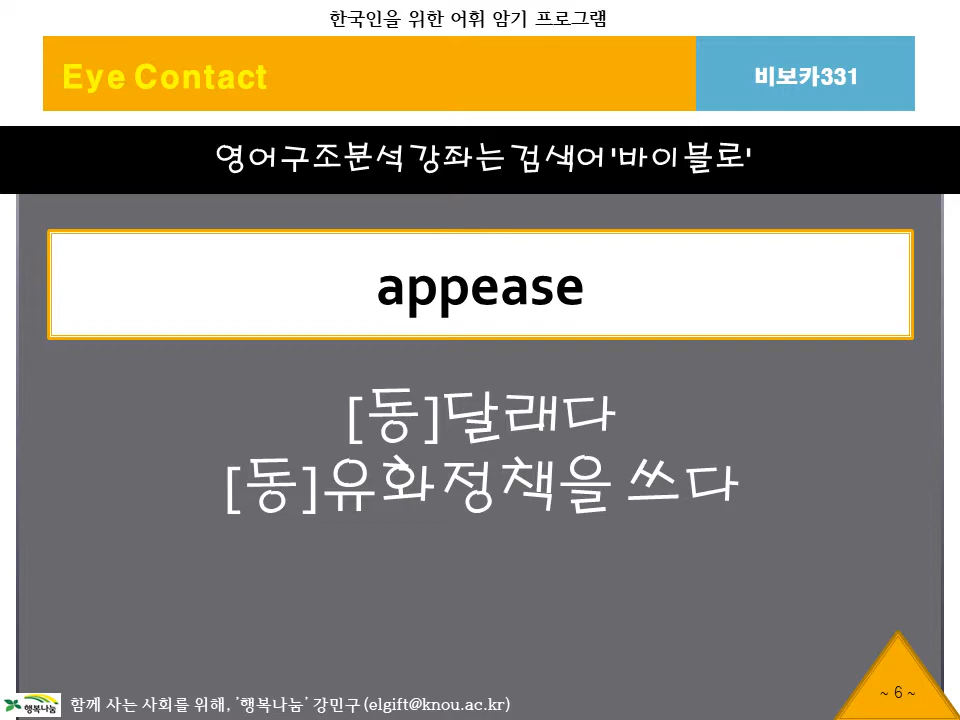 한국인을 위한 어휘 암기 프로그램
Eye Contact
비보카331
영어구조분석 강좌는 검색어 '바이블로'
appease
[동]달래다
[동]유화정책을 쓰다
~ 6 ~
행복나눔
함께 사는 사회를 위해, '행복나눔' 강민구 (elgift@knou.ac.kr)